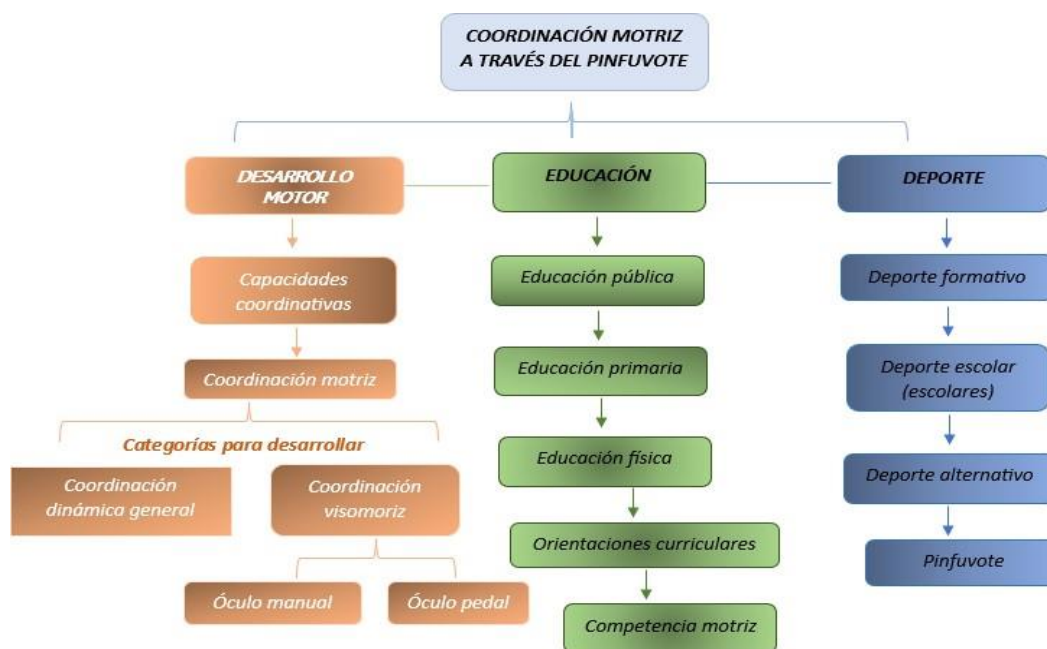 COORDINACIÓN MOTRIZ
A TRAVÉS DEL PINFUVOTE
DESARROLLO
MOTOR
EDUCACIÓN
DEPORTE
Capacidades
coordinativas
Educación pública
Deporte formativo
Coordinación motriz
Educación primaria
Deporte escolar
(escolares)
Categorías para desarrollar
Coordinación
dinámica general
Coordinación
visomoriz
Educación física
Deporte alternativo
Orientaciones curriculares
Pinfuvote
Óculo manual
Óculo pedal
Competencia motriz